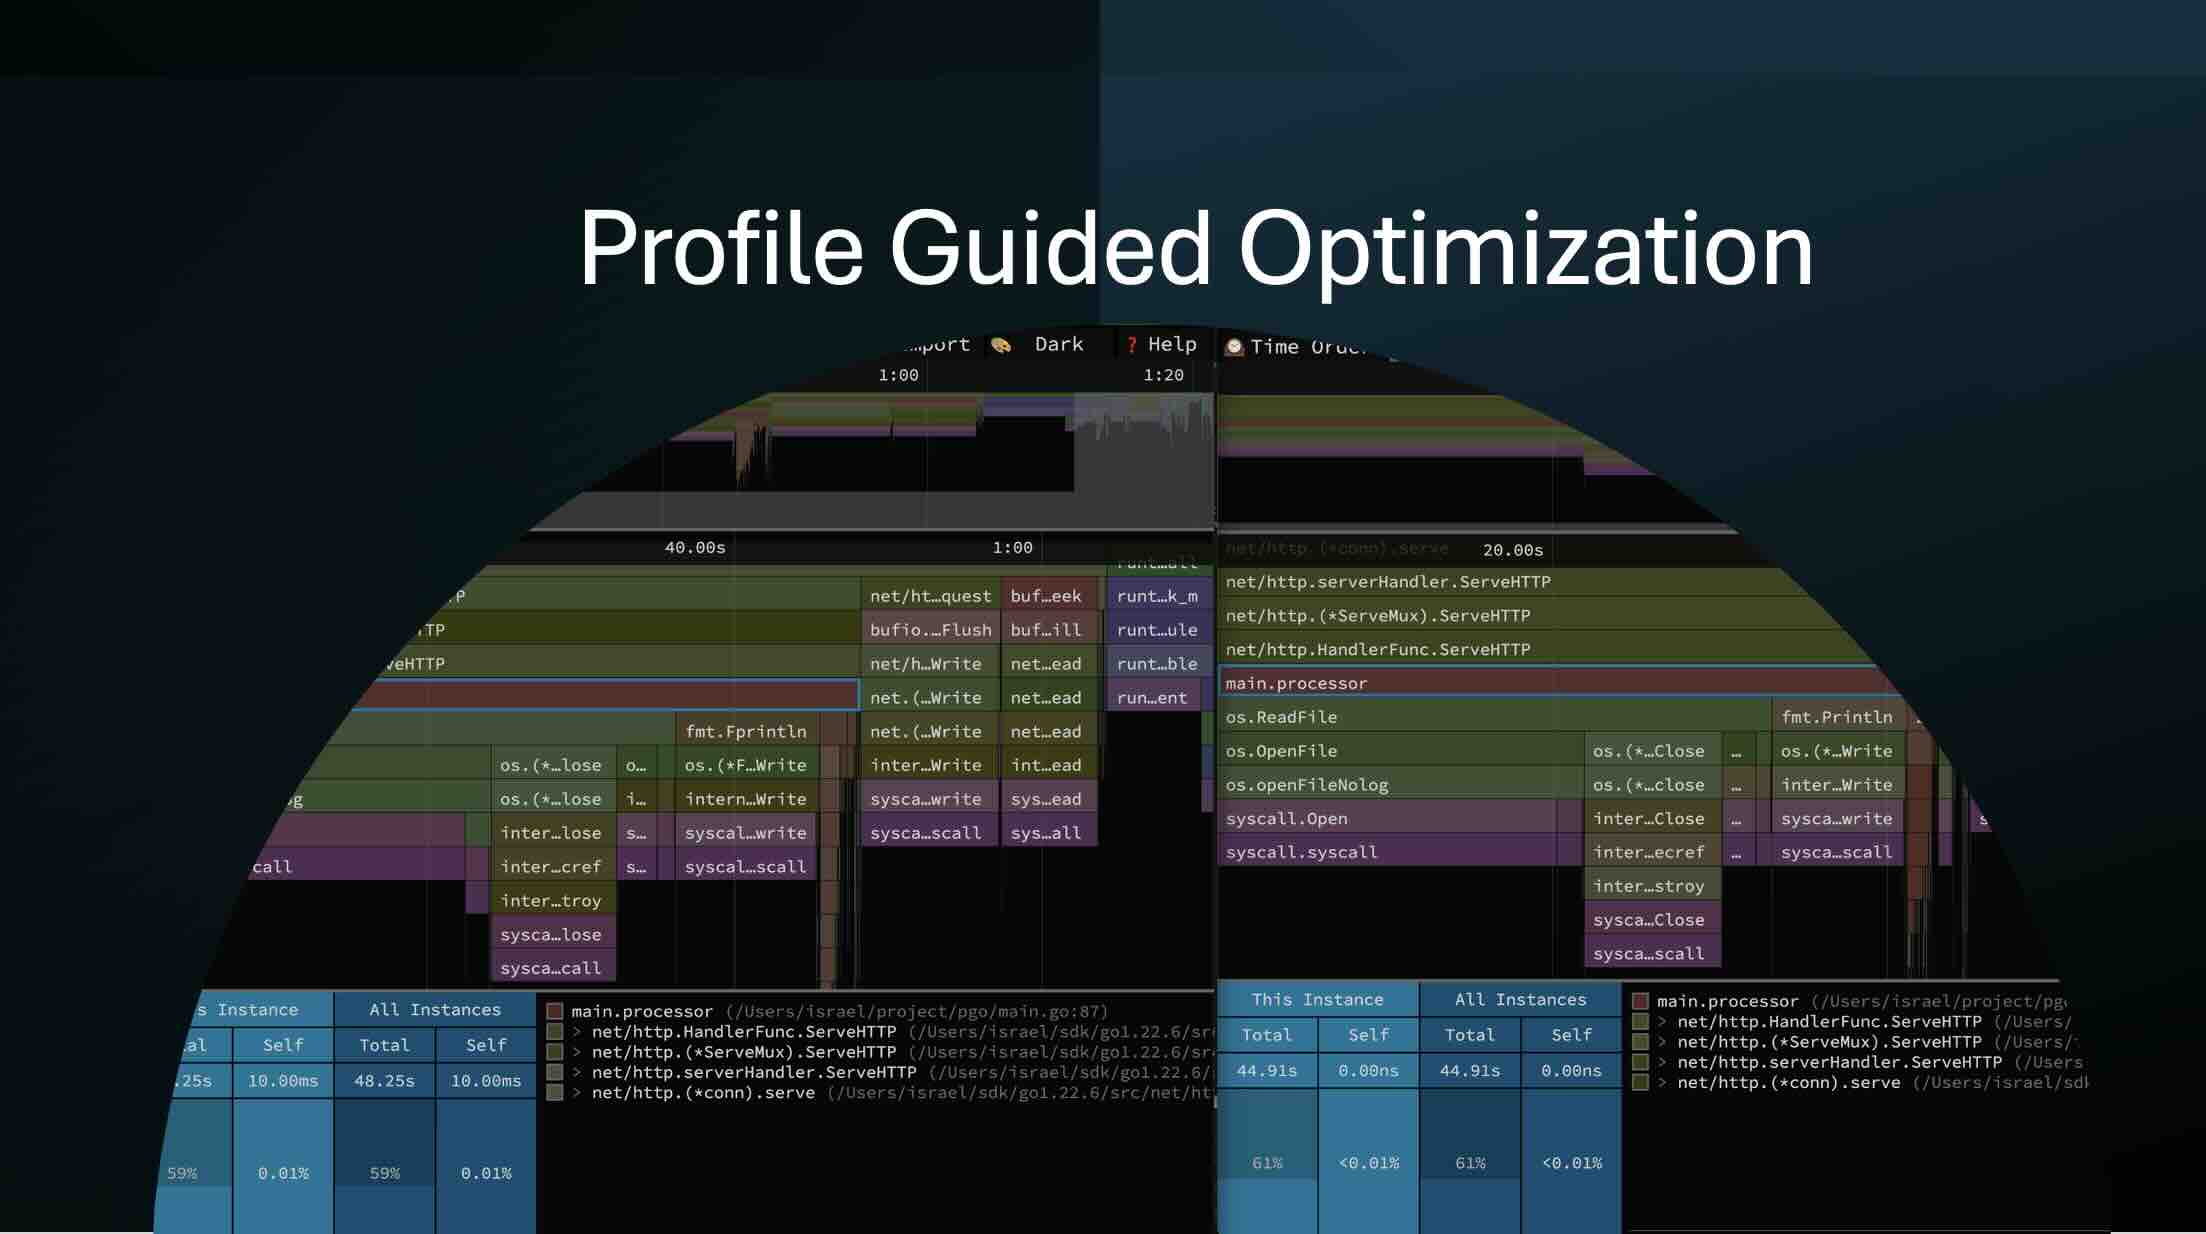 Profile Guided Optimization
mport Dark ? Help
1:00 1:20
40.00s 1:00
runt…all
P net/ht…quest buf…eek runt…k_m
TP bufio.…Flush buf…ill runt…ule
veHTTP net/h…Write net…ead runt…ble
net.(…Write net…ead run…ent
fmt.Fprintln net.(…Write net…ead
os.(*…lose o… os.(*F…Write inter…Write int…ead
og os.(*…lose i… intern…Write sysca…write sys…ead
inter…lose s… syscal…write sysca…scall sys…all
call inter…cref s… syscal…scall
inter…troy
sysca…lose
sysca…call
s Instance All Instances
al Self Total Self
.25s 10.00ms 48.25s 10.00ms
59% 0.01% 59% 0.01%
main.processor (/Users/israel/project/pgo/main.go:87)
> net/http.HandlerFunc.ServeHTTP (/Users/israel/sdk/go1.22.6/sr
> net/http.(*ServeMux).ServeHTTP (/Users/israel/sdk/go1.22.6/sr
> net/http.serverHandler.ServeHTTP (/Users/israel/sdk/go1.22.6/
> net/http.(*conn).serve (/Users/israel/sdk/go1.22.6/src/net/ht
Time Order
net/http.(*conn).serve 20.00s
net/http.serverHandler.ServeHTTP
net/http.(*ServeMux).ServeHTTP
net/http.HandlerFunc.ServeHTTP
main.processor
os.ReadFile fmt.Println
os.OpenFile os.(*…Close … os.(*…Write
os.openFileNolog os.(*…close … inter…Write
syscall.Open inter…Close … sysca…write s
syscall.syscall inter…ecref … sysca…scall
inter…stroy
sysca…Close
sysca…scall
This Instance All Instances
Total Self Total Self
44.91s 0.00ns 44.91s 0.00ns
61% <0.01% 61% <0.01%
main.processor (/Users/israel/project/pgo
> net/http.HandlerFunc.ServeHTTP (/Users/
> net/http.(*ServeMux).ServeHTTP (/Users/
> net/http.serverHandler.ServeHTTP (/Users
> net/http.(*conn).serve (/Users/israel/sdk